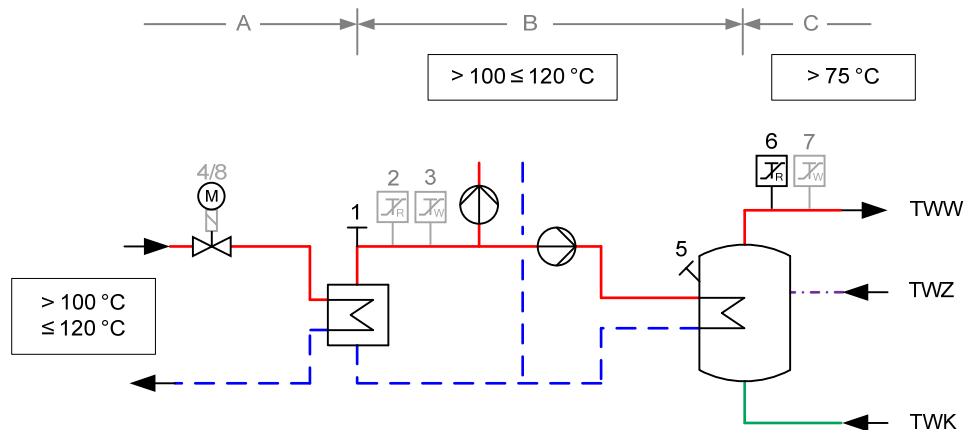 A B C
> 100 ≤ 120 °C
> 75 °C
6 7
4/8
2 3
R W
M
R W
1
TWW
5
> 100 °C
≤ 120 °C
TWZ
TWK